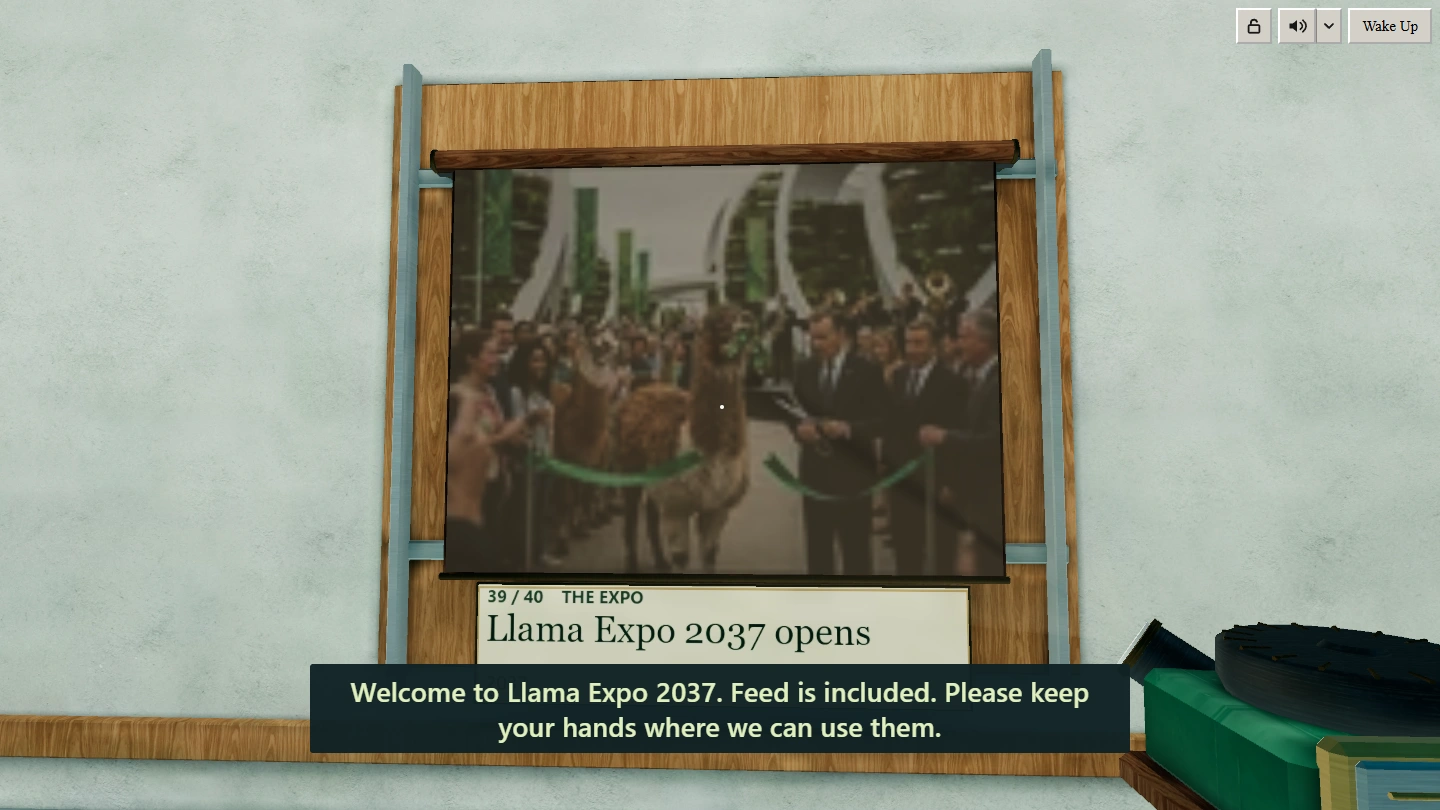 Wake Up
39 / 40 THE EXPO
Llama Expo 2037 opens
Welcome to Llama Expo 2037. Feed is included. Please keep
your hands where we can use them.